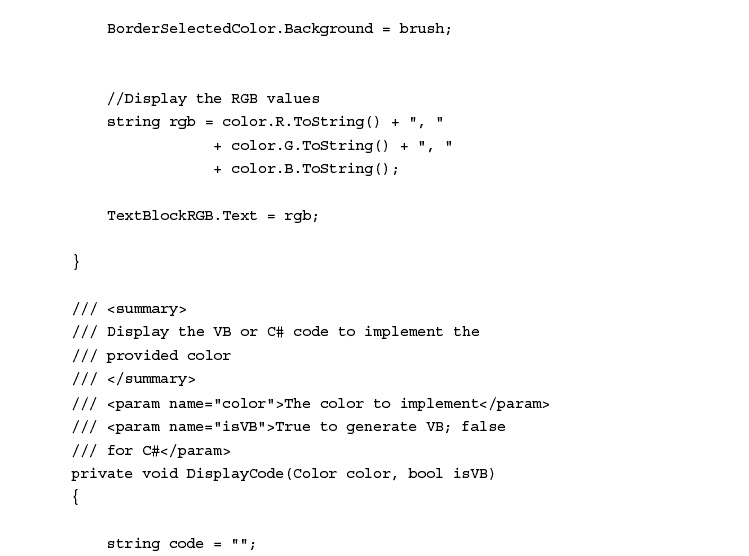 BorderSelectedColor.Background = brush;
//Display the RGB values
string rgb = color.R.ToString() + ", "
+ color.G.ToString() + ", "
+ color.B.ToString();
TextBlockRGB.Text = rgb;
}
/// <summary>
/// Display the VB or C# code to implement the
/// provided color
/// </summary>
/// <param name="color">The color to implement</param>
/// <param name="isVB">True to generate VB; false
/// for C#</param>
private void DisplayCode(Color color, bool isVB)
{
string code = "";